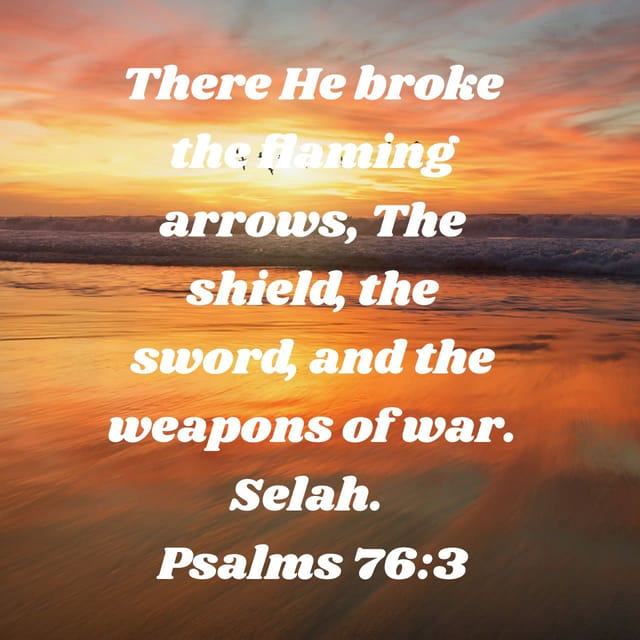 There He broke
the flaming
arrows, The
shield, the
sword, and the
weapons of war.
Selah.
Psalms 76:3